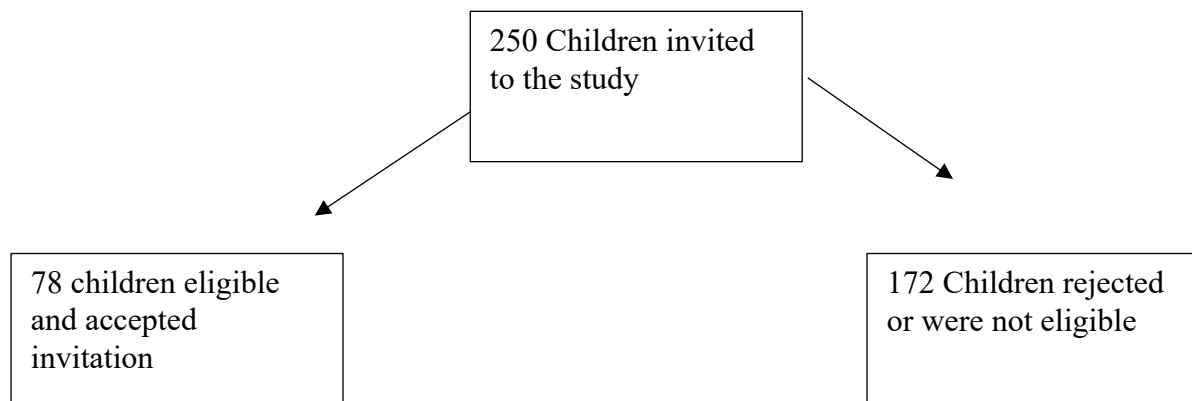 250 Children invited
to the study
78 children eligible
and accepted
invitation
172 Children rejected
or were not eligible